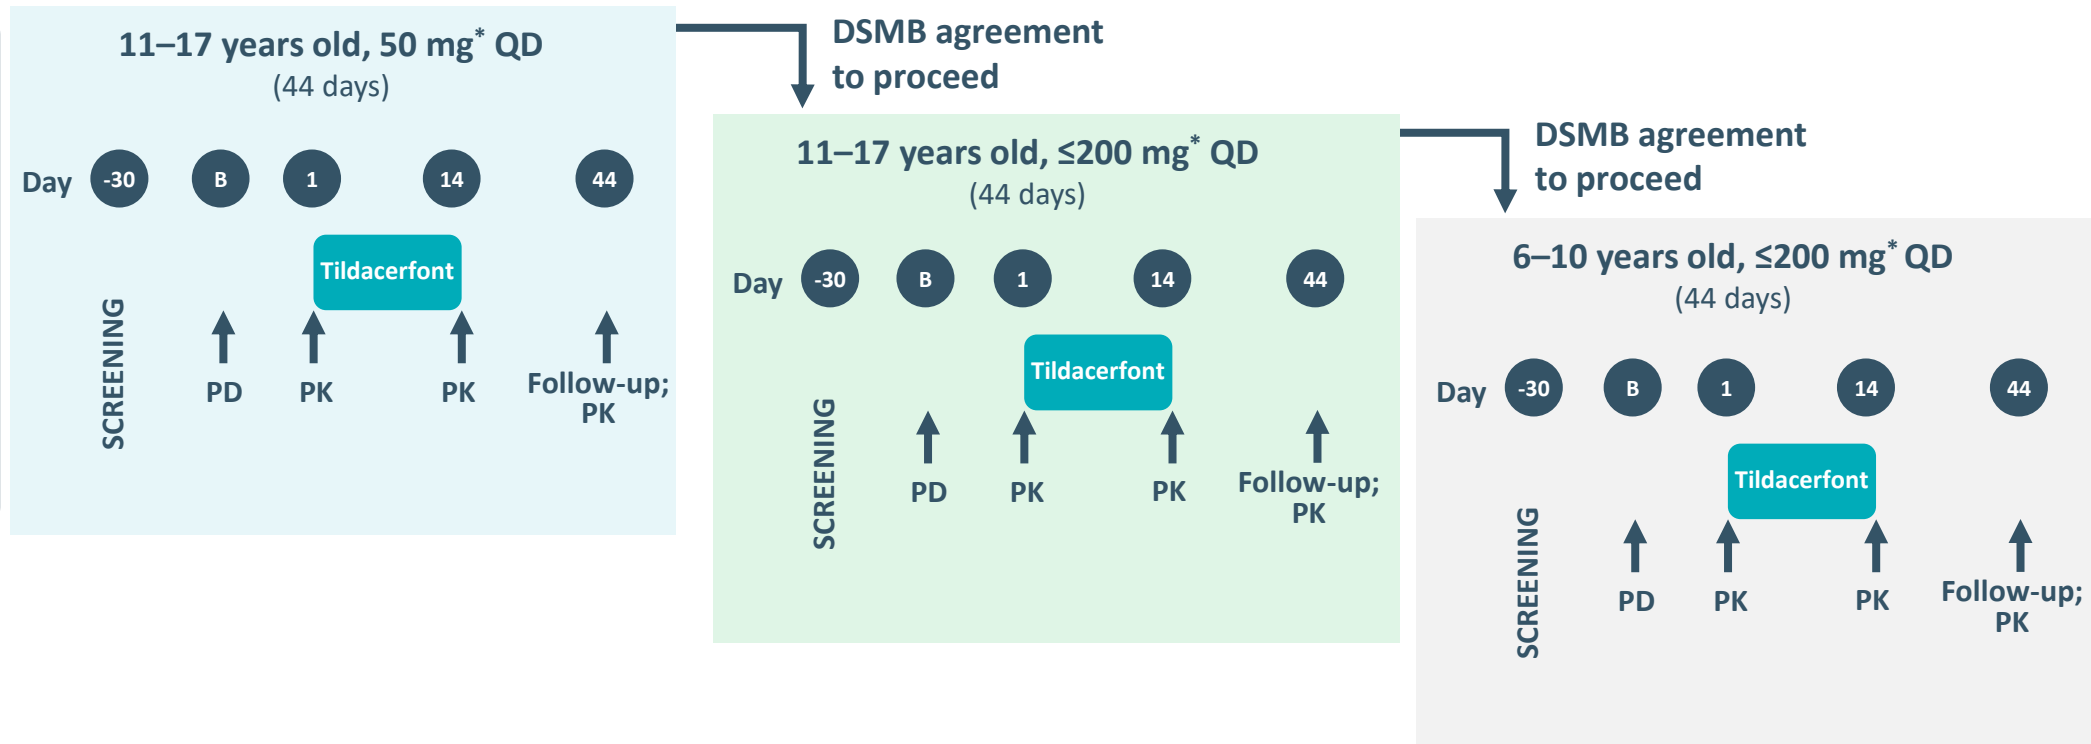 11–17 years old, 50 mg* QD
(44 days)
Day -30 B 1 14 44
Tildacerfont
SCREENING
PD PK PK Follow-up;
PK
DSMB agreement
to proceed
11–17 years old, ≤200 mg* QD
(44 days)
Day -30 B 1 14 44
Tildacerfont
SCREENING
PD PK PK Follow-up;
PK
DSMB agreement
to proceed
6–10 years old, ≤200 mg* QD
(44 days)
Day -30 B 1 14 44
Tildacerfont
SCREENING
PD PK PK Follow-up;
PK